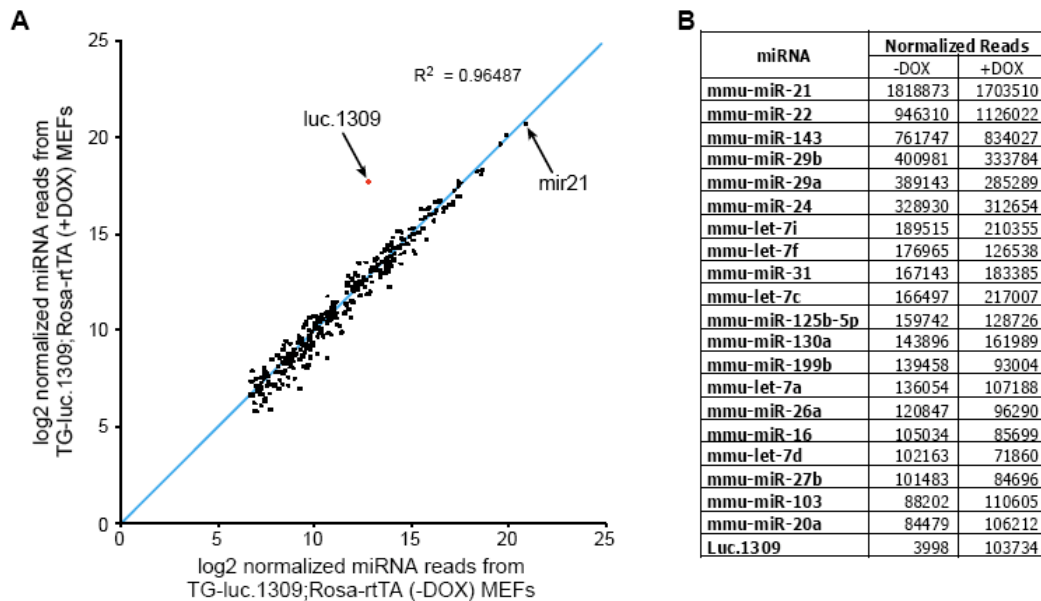 A
25
20
15
10
5
0
0 5 10 15 20 25
R² = 0.96487
luc.1309
mir21
log2 normalized miRNA reads from
TG-luc.1309;Rosa-rtTA (+DOX) MEFs
log2 normalized miRNA reads from
TG-luc.1309;Rosa-rtTA (-DOX) MEFs
B
miRNA Normalized Reads
-DOX +DOX
mmu-miR-21 1818873 1703510
mmu-miR-22 946310 1126022
mmu-miR-143 761747 834027
mmu-miR-29b 400981 333784
mmu-miR-29a 389143 285289
mmu-miR-24 328930 312654
mmu-let-7i 189515 210355
mmu-let-7f 176965 126538
mmu-miR-31 167143 183385
mmu-let-7c 166497 217007
mmu-miR-125b-5p 159742 128726
mmu-miR-130a 143896 161989
mmu-miR-199b 139458 93004
mmu-let-7a 136054 107188
mmu-miR-26a 120847 96290
mmu-miR-16 105034 85699
mmu-let-7d 102163 71860
mmu-miR-27b 101483 84696
mmu-miR-103 88202 110605
mmu-miR-20a 84479 106212
Luc.1309 3998 103734